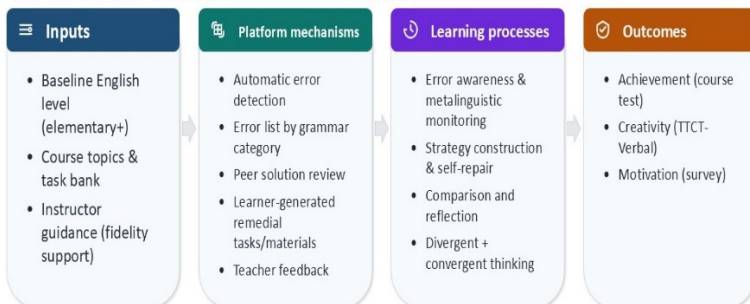 Inputs
• Baseline English
level
(elementary+)
• Course topics &
task bank
• Instructor
guidance (fidelity
support)
Platform mechanisms
• Automatic error
detection
• Error list by grammar
category
• Peer solution review
• Learner-generated
remedial
tasks/materials
• Teacher feedback
Learning processes
• Error awareness &
metalinguistic
monitoring
• Strategy construction
& self-repair
• Comparison and
reflection
• Divergent +
convergent thinking
Outcomes
• Achievement (course
test)
• Creativity (TTCT-
Verbal)
• Motivation (survey)